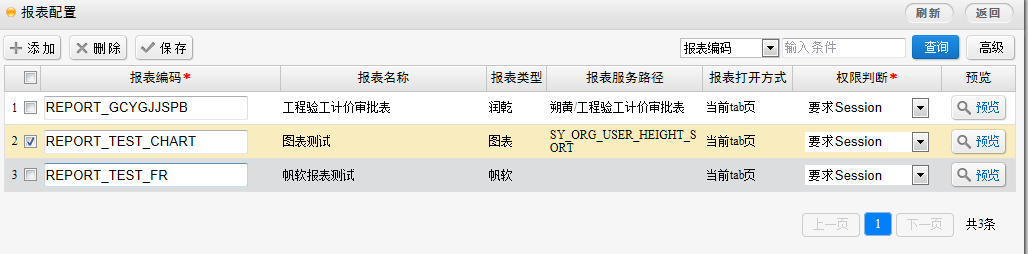 报表配置
刷新 返回
添加 删除 保存 报表编码 输入条件 查询 高级
报表编码* 报表名称 报表类型 报表服务路径 报表打开方式 权限判断* 预览
1 REPORT_GCYGJJSPB 工程验工计价审批表 润乾 朔黄/工程验工计价审批表 当前tab页 要求Session 预览
2 REPORT_TEST_CHART 图表测试 图表 SY_ORG_USER_HEIGHT_S
ORT 当前tab页 要求Session 预览
3 REPORT_TEST_FR 帆软报表测试 帆软 当前tab页 要求Session 预览
上一页 1 下一页 共3条